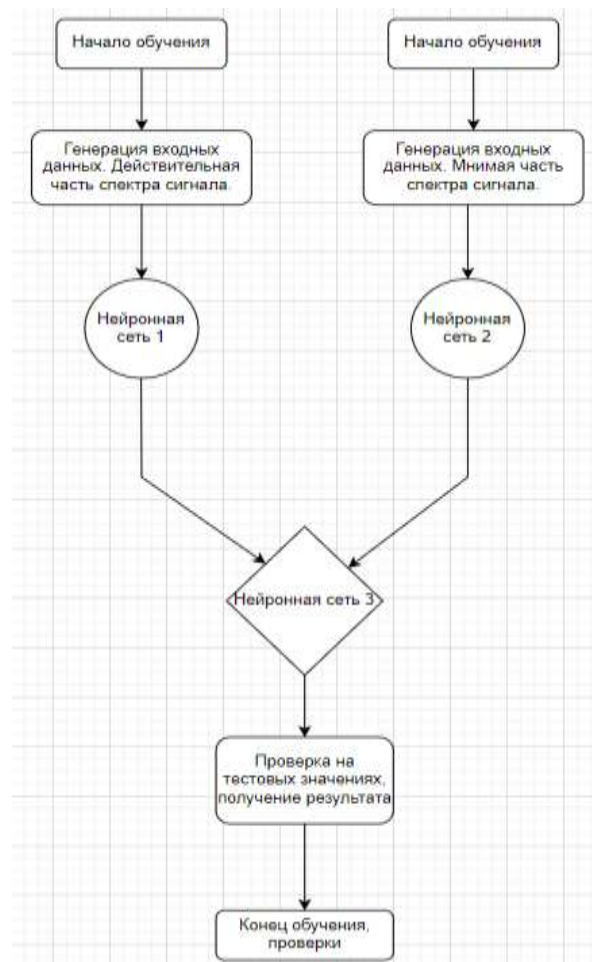 Начало обучения
Начало обучения
Генерация входных
данных. Действительная
часть спектра сигнала
Генерация входных
данных. Мнимая часть
спектра сигнала.
Нейронная
сеть 1
Нейронная
сеть 2
Нейронная сеть 3
Проверка на
тестовых значениях,
получение результата
Конец обучения,
проверки